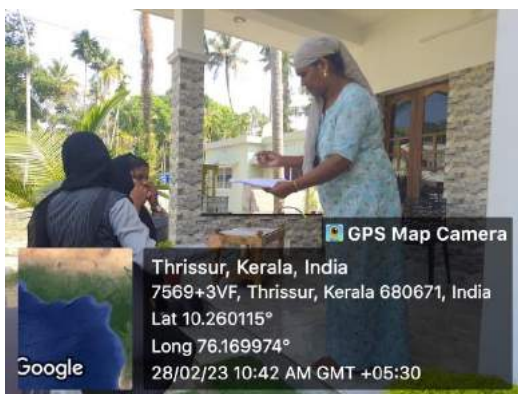 GPS Map Camera
Thrissur, Kerala, India
7569+3VF, Thrissur, Kerala 680671, India
Lat 10.260115°
Long 76.169974°
28/02/23 10:42 AM GMT +05:30
Google